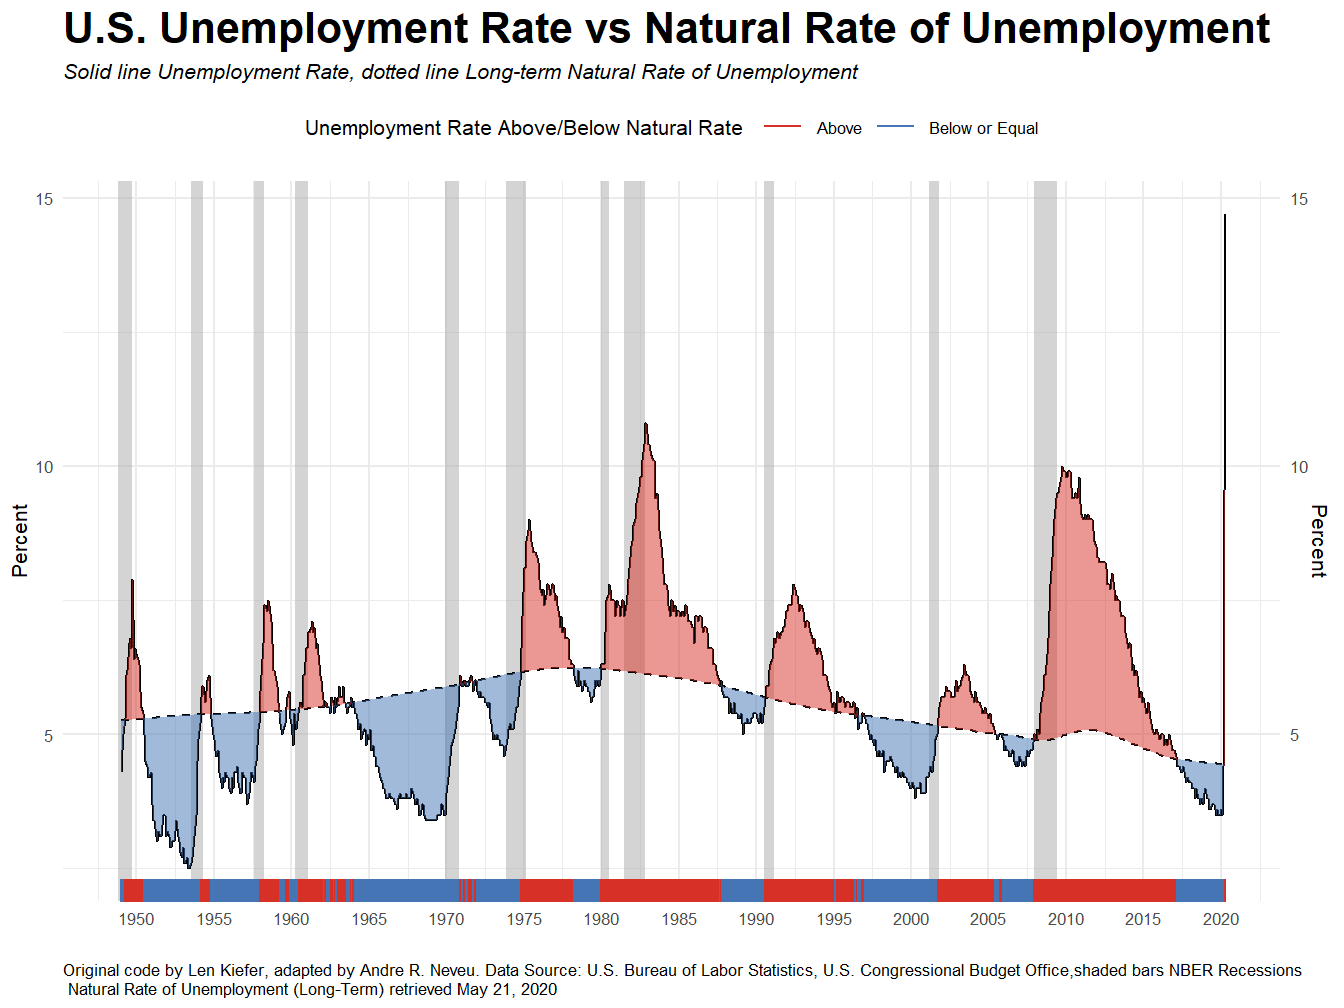 U.S. Unemployment Rate vs Natural Rate of Unemployment
Solid line Unemployment Rate, dotted line Long-term Natural Rate of Unemployment
Unemployment Rate Above/Below Natural Rate Above Below or Equal
15 15
10 10
Percent Percent
5 5
1950 1955 1960 1965 1970 1975 1980 1985 1990 1995 2000 2005 2010 2015 2020
Original code by Len Kiefer, adapted by Andre R. Neveu. Data Source: U.S. Bureau of Labor Statistics, U.S. Congressional Budget Office,shaded bars NBER Recessions
Natural Rate of Unemployment (Long-Term) retrieved May 21, 2020